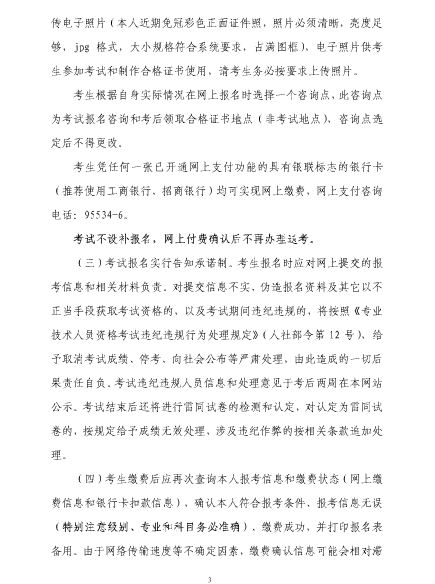 传电子照片（本人近期免冠彩色正面证件照，照片必须清晰，亮度足
够，jpg 格式，大小规格符合系统要求，占满图框）。电子照片供考
生参加考试和制作合格证书使用，请考生务必按要求上传照片。
考生根据自身实际情况在网上报名时选择一个咨询点，此咨询点
为考试报名咨询和考后领取合格证书地点（非考试地点）、咨询点选
定后不得更改。
考生凭任何一张已开通网上支付功能的具有银联标志的银行卡
（推荐使用工商银行、招商银行）均可实现网上缴费、网上支付咨询
电话：95534-6。
考试不设补报名，网上付费确认后不再办理退考。
（三）考试报名实行告知承诺制。考生报名时应对网上提交的报
考信息和相关材料负责。对提交信息不实，伪造报名资料及其它以不
正当手段获取考试资格的，以及考试期间违纪违规的，将按照《专业
技术人员资格考试违纪违规行为处理规定》（人社部令第 12 号）、给
予取消考试成绩、停考、向社会公布等严肃处理，由此造成的一切后
果责任自负。考试违纪违规人员信息和处理意见于考后两周在本网站
公示。考试结束后还将进行雷同试卷的检测和认定，对认定为雷同试
卷的，按规定给予成绩无效处理，涉及违纪作弊的按相关条款追加处
理。
（四）考生缴费后应再次查询本人报考信息和缴费状态（网上缴
费信息和银行卡扣款信息）、确认本人符合报考条件、报考信息无误
（特别注意级别、专业和科目务必准确）、缴费成功、并打印报名表
备用。由于网络传输速度等不确定因素，缴费确认信息可能会相对滞
3